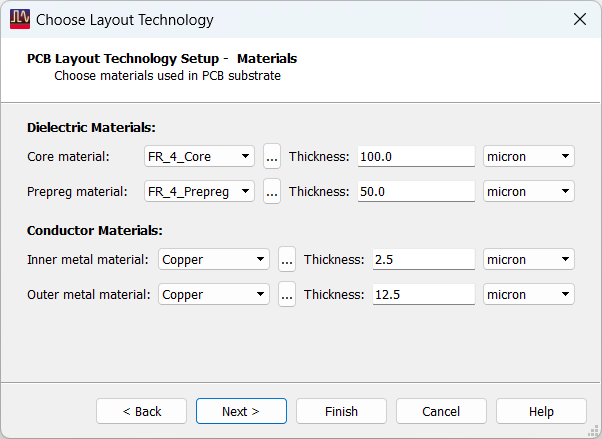 Choose Layout Technology
PCB Layout Technology Setup - Materials
Choose materials used in PCB substrate
Dielectric Materials:
Core material: FR_4_Core ... Thickness: 100.0 micron
Prepreg material: FR_4_Prepreg ... Thickness: 50.0 micron
Conductor Materials:
Inner metal material: Copper ... Thickness: 2.5 micron
Outer metal material: Copper ... Thickness: 12.5 micron
< Back Next > Finish Cancel Help